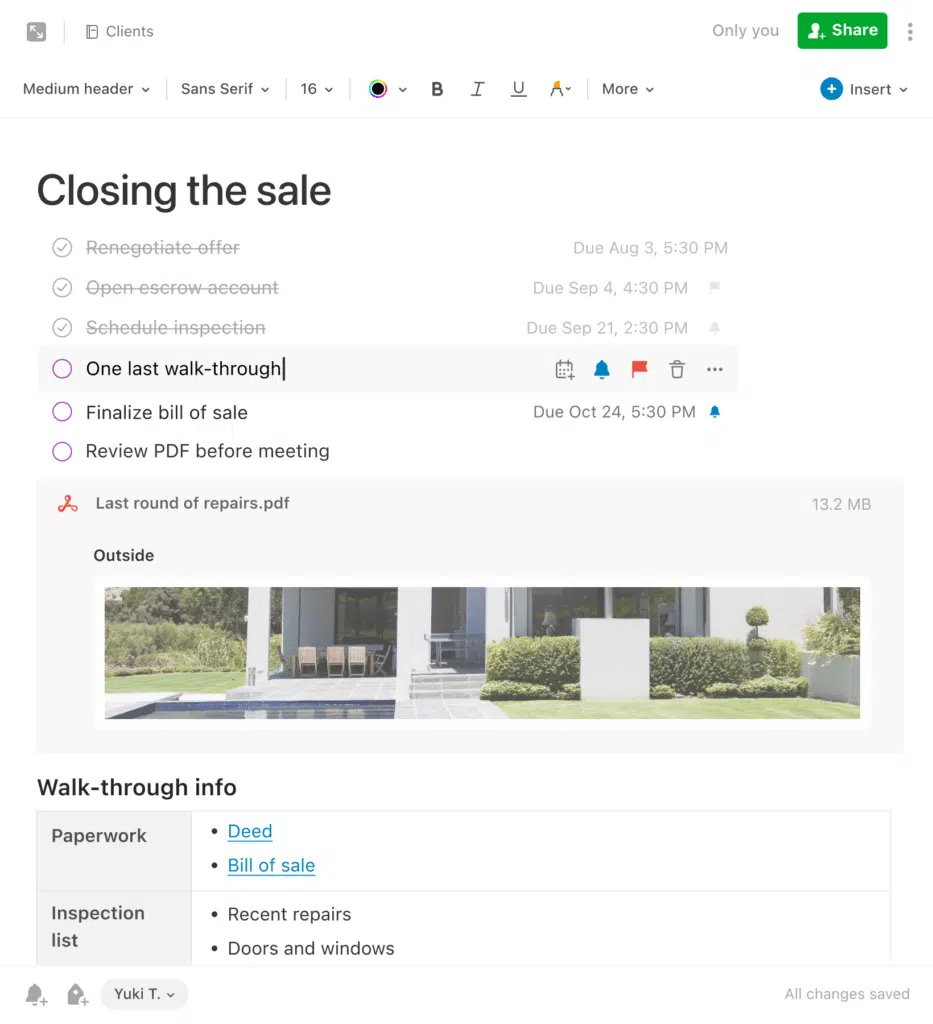 Clients
Only you
Share
Medium header
Sans Serif
16
B
I
U
A
More
Insert
Closing the sale
Renegotiate offer
Due Aug 3, 5:30 PM
Open escrow account
Due Sep 4, 4:30 PM
Schedule inspection
Due Sep 21, 2:30 PM
One last walk-through
Finalize bill of sale
Due Oct 24, 5:30 PM
Review PDF before meeting
Last round of repairs.pdf
13.2 MB
Outside
Walk-through info
Paperwork
Deed
Bill of sale
Inspection
list
Recent repairs
Doors and windows
Yuki T.
All changes saved